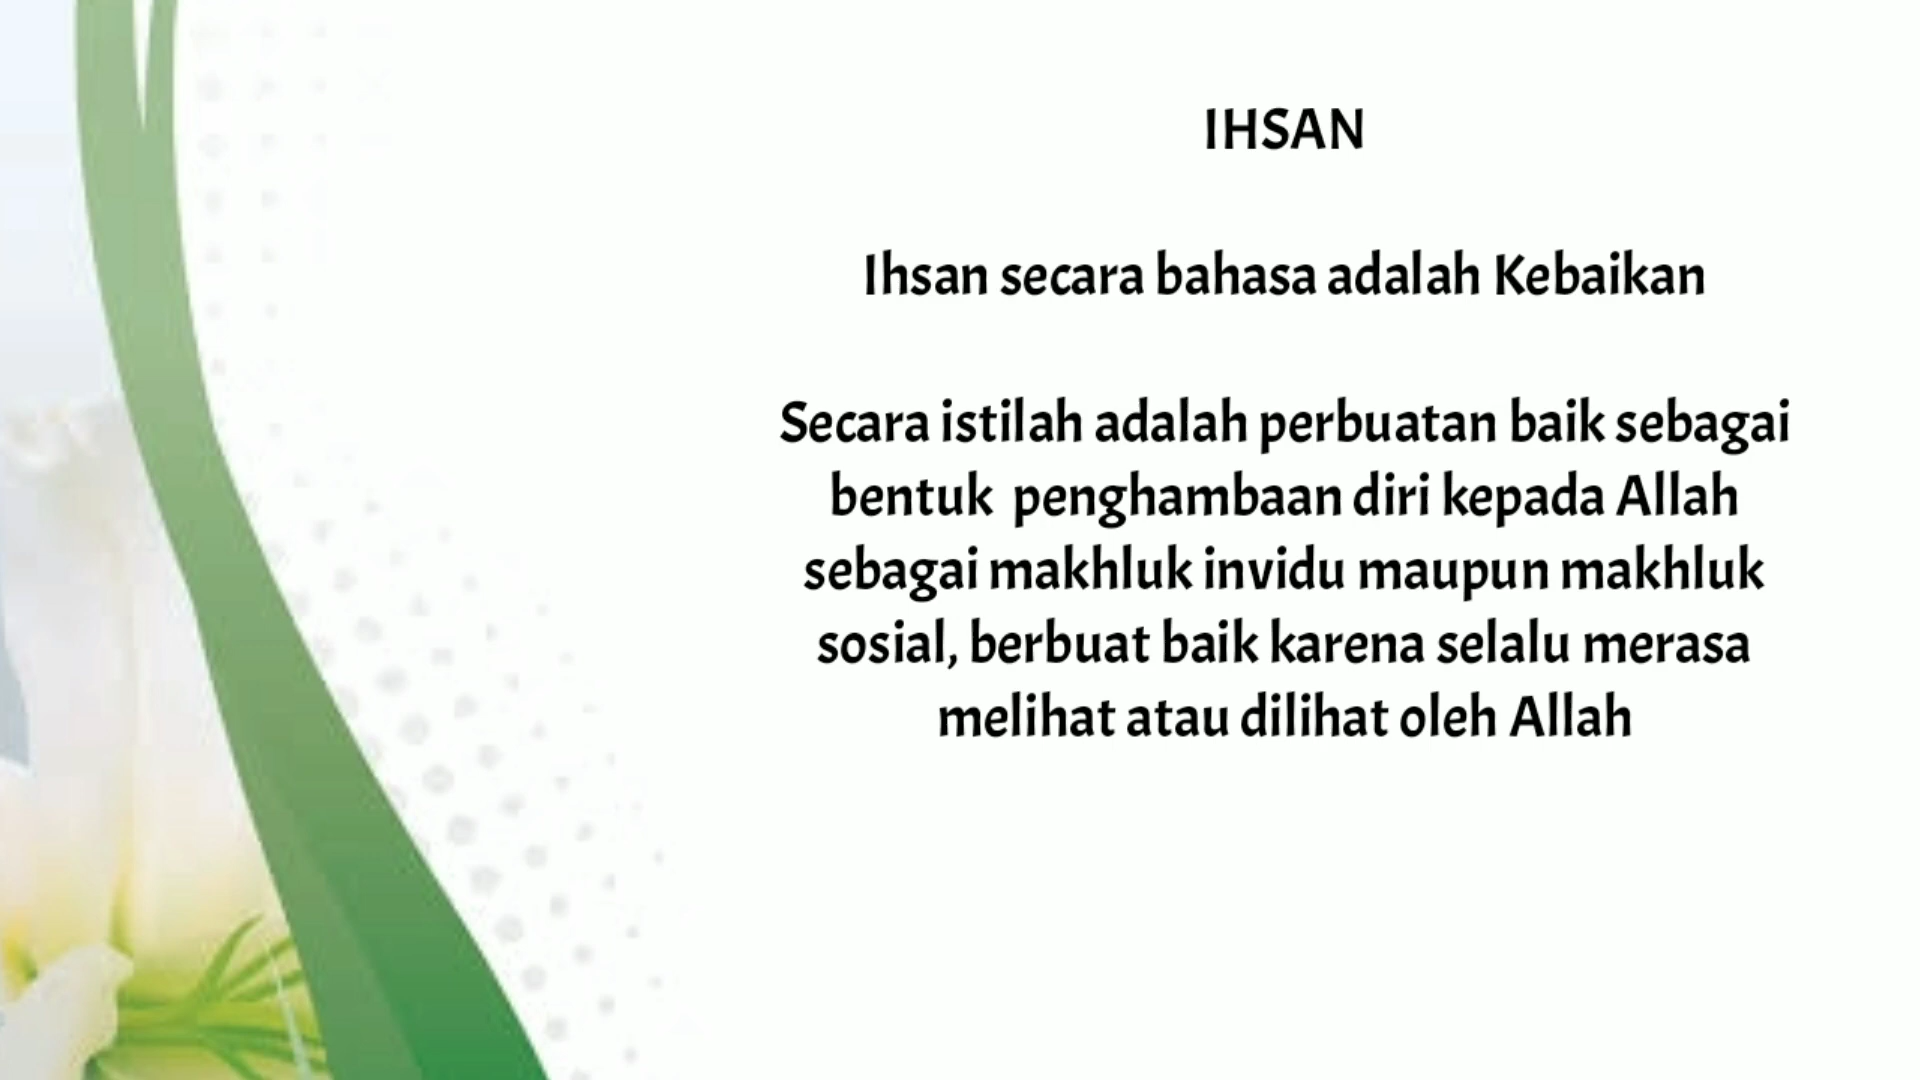 IHSAN
Ihsan secara bahasa adalah Kebaikan
Secara istilah adalah perbuatan baik sebagai
bentuk  penghambaan diri kepada Allah
sebagai makhluk invidu maupun makhluk
sosial, berbuat baik karena selalu merasa
melihat atau dilihat oleh Allah